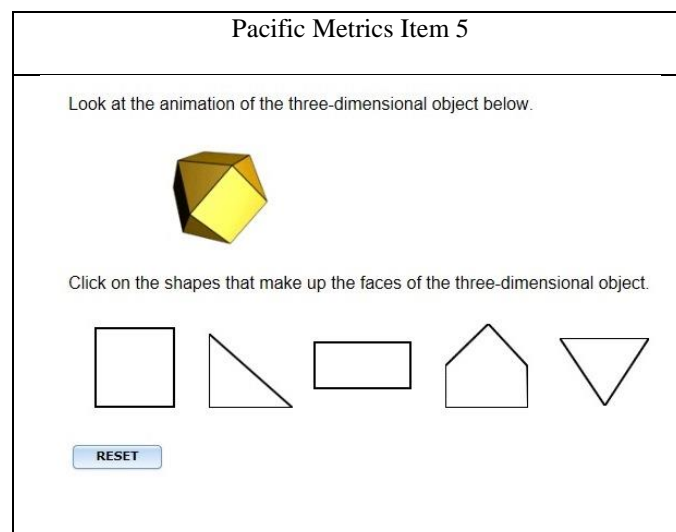 Pacific Metrics Item 5
Look at the animation of the three-dimensional object below.
Click on the shapes that make up the faces of the three-dimensional object.
RESET